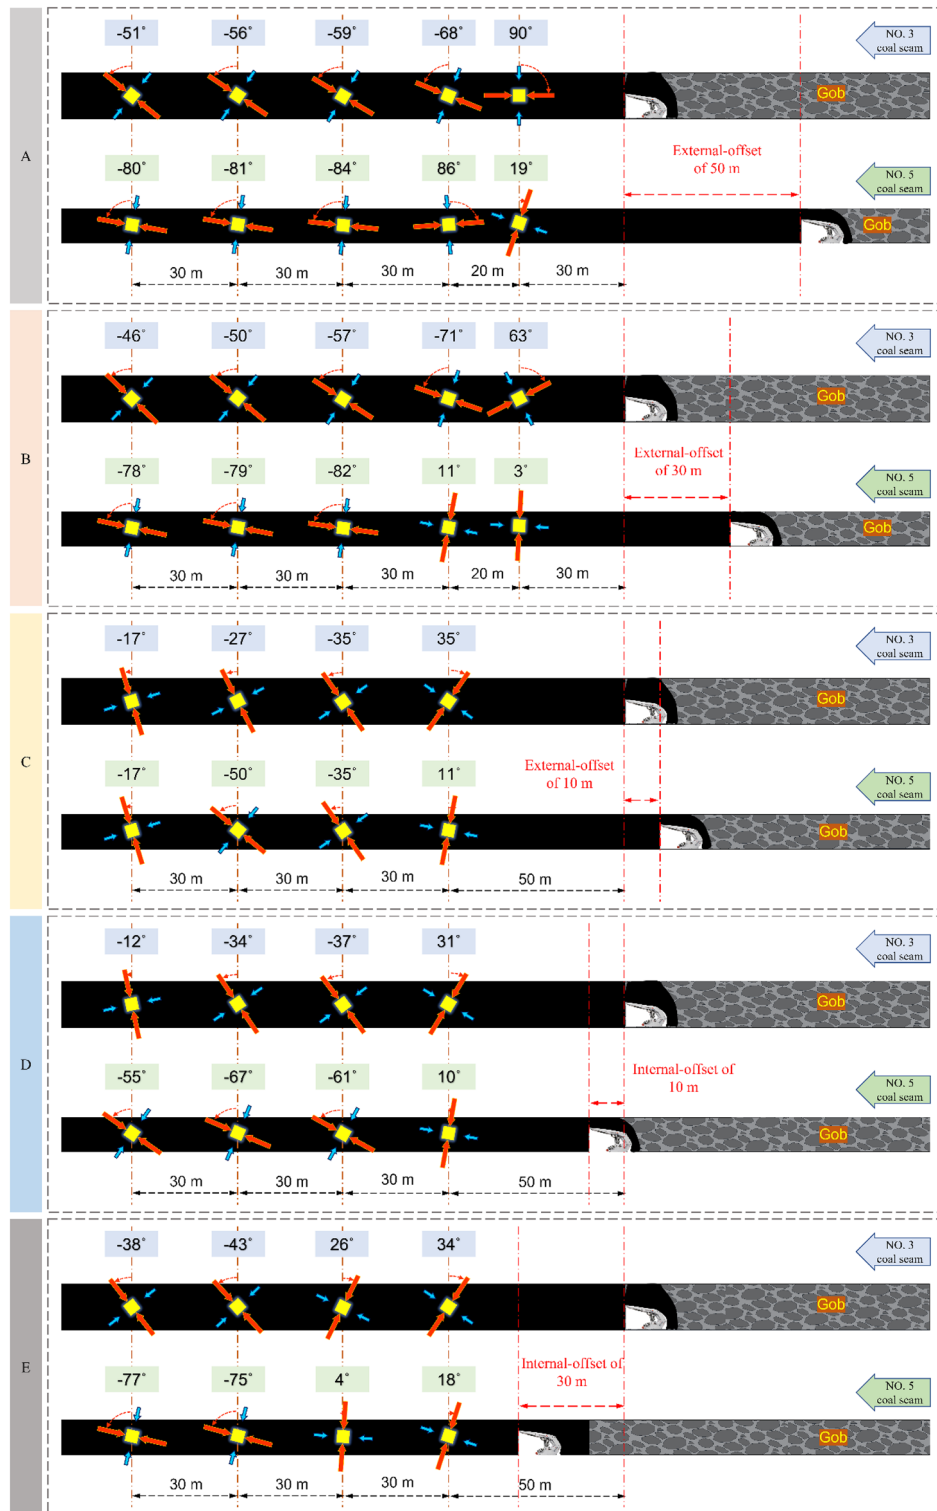 -51° -56° -59° -68° 90°
NO. 3
coal seam
Gob
A
External-offset
of 50 m
-80° -81° -84° 86° 19°
NO. 5
coal seam
Gob
30 m 30 m 30 m 20 m 30 m
-46° -50° -57° -71° 63°
NO. 3
coal seam
Gob
B
External-offset
of 30 m
-78° -79° -82° 11° 3°
NO. 5
coal seam
Gob
30 m 30 m 30 m 20 m 30 m
-17° -27° -35° 35°
NO. 3
coal seam
Gob
C
External-offset
of 10 m
-17° -50° -35° 11°
NO. 5
coal seam
Gob
30 m 30 m 30 m 50 m
-12° -34° -37° 31°
NO. 3
coal seam
Gob
D
Internal-offset of
10 m
-55° -67° -61° 10°
NO. 5
coal seam
Gob
30 m 30 m 30 m 50 m
-38° -43° 26° 34°
NO. 3
coal seam
Gob
E
Internal-offset of
30 m
-77° -75° 4° 18°
NO. 5
coal seam
Gob
30 m 30 m 30 m 50 m